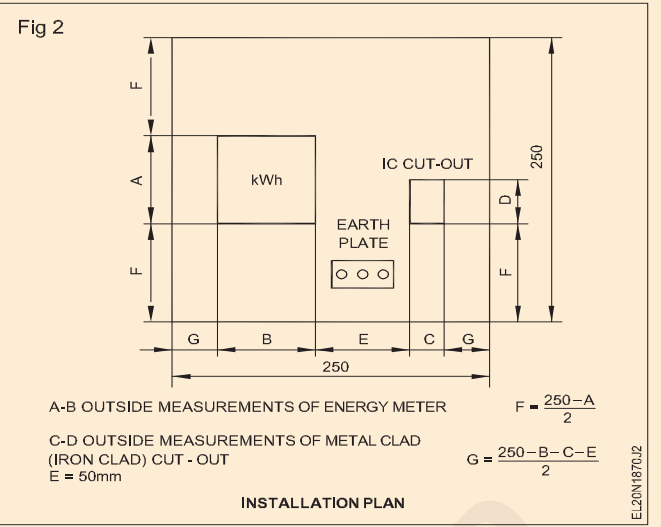 Fig 2
F
A
F
kWh
IC CUT-OUT
D
F
250
EARTH
PLATE
G B E C G
250
A-B OUTSIDE MEASUREMENTS OF ENERGY METER
F = 250-A
2
C-D OUTSIDE MEASUREMENTS OF METAL CLAD
(IRON CLAD) CUT - OUT
E = 50mm
G = 250-B-C-E
2
INSTALLATION PLAN
EL20N1870J2